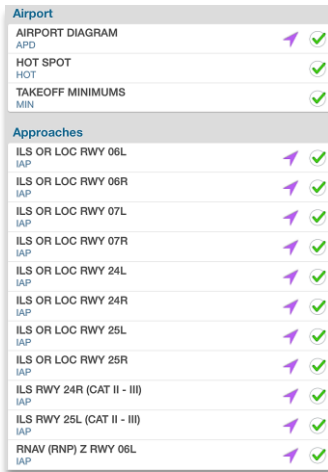 Airport
AIRPORT DIAGRAM
APD
HOT SPOT
HOT
TAKEOFF MINIMUMS
MIN
Approaches
ILS OR LOC RWY 06L
IAP
ILS OR LOC RWY 06R
IAP
ILS OR LOC RWY 07L
IAP
ILS OR LOC RWY 07R
IAP
ILS OR LOC RWY 24L
IAP
ILS OR LOC RWY 24R
IAP
ILS OR LOC RWY 25L
IAP
ILS OR LOC RWY 25R
IAP
ILS RWY 24R (CAT II - III)
IAP
ILS RWY 25L (CAT II - III)
IAP
RNAV (RNP) Z RWY 06L
IAP